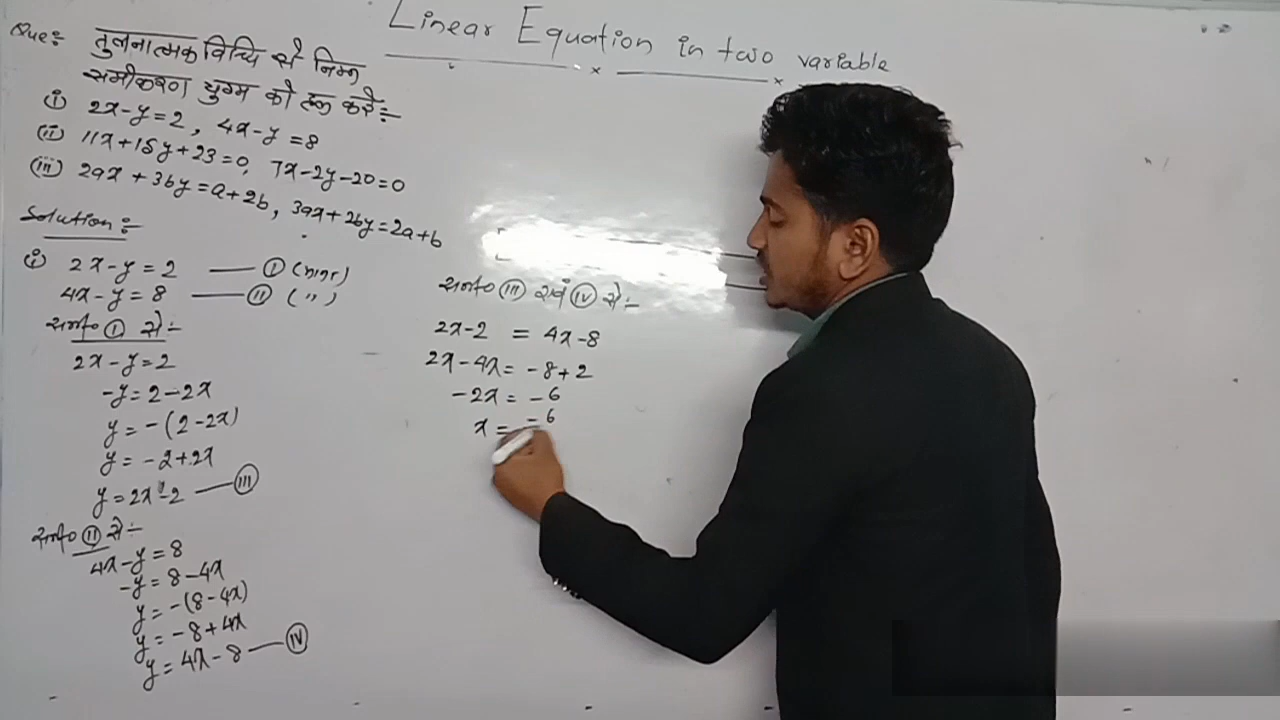 Linear Equation in two variable
Que:- तुलनात्मक विधि से निम्न
समीकरण युग्म को हल करें:-
(i) 2x-y=2, 4x-y=8
(ii) 11x+15y+23=0, 7x-2y-20=0
(iii) 2ax+3by=a+2b, 3ax+2by=2a+b
Solution:-
(i) 2x-y=2 — (I) (माना)
4x-y=8 — (II) ( " )
समी० (I) से:-
2x-y=2
-y=2-2x
y=-(2-2x)
y=-2+2x
y=2x-2 — (III)
समी० (II) से:-
4x-y=8
-y=8-4x
y=-(8-4x)
y=-8+4x
y=4x-8 — (IV)
समी० (III) एवं (IV) से:-
2x-2 = 4x-8
2x-4x=-8+2
-2x=-6
x=-6